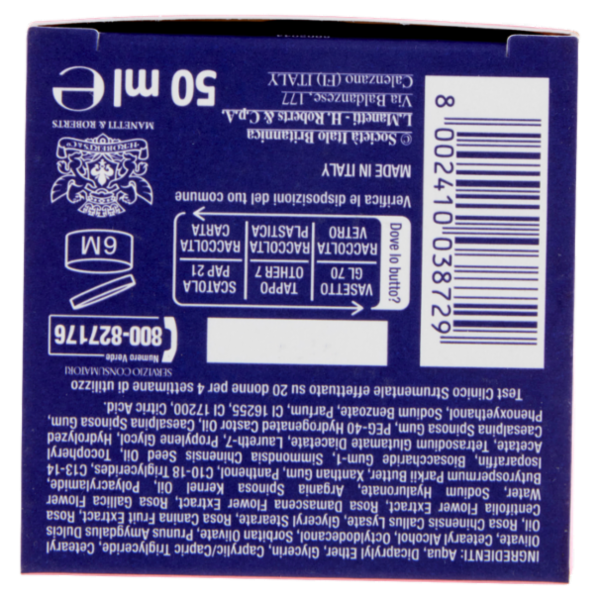 INGREDIENTI: Aqua, Dicaprylyl Ether, Glycerin, Caprylic/Capric Triglyceride, Cetearyl
Olivate, Cetearyl Alcohol, Octyldodecanol, Sorbitan Olivate, Prunus Amygdalus Dulcis
Oil, Rosa Chinensis Callus Lysate, Glyceryl Stearate, Rosa Canina Fruit Extract, Rosa
Centifolia Flower Extract, Rosa Damascena Flower Extract, Rosa Gallica Flower
Water, Sodium Hyaluronate, Argania Spinosa Kernel Oil, Polyacrylamide,
Butyrospermum Parkii Butter, Xanthan Gum, Panthenol, C10-18 Triglycerides, C13-14
Isoparaffin, Biosaccharide Gum-1, Simmondsia Chinensis Seed Oil, Tocopheryl
Acetate, Tetrasodium Glutamate Diacetate, Laureth-7, Propylene Glycol, Hydrolyzed
Caesalpinia Spinosa Gum, PEG-40 Hydrogenated Castor Oil, Caesalpinia Spinosa Gum,
Phenoxyethanol, Sodium Benzoate, Parfum, CI 16255, CI 17200, Citric Acid.
Test Clinico Strumentale effettuato su 20 donne per 4 settimane di utilizzo
SERVIZIO CONSUMATORI
Numero Verde
800-827176
6M
Dove lo butto?
VASETTO TAPPO SCATOLA
GL 70 OTHER 7 PAP 21
RACCOLTA RACCOLTA RACCOLTA
VETRO PLASTICA CARTA
Verifica le disposizioni del tuo comune
MADE IN ITALY
© Società Italo Britannica
L.Manetti - H. Roberts & C.p.A.
Via Baldanzese, 177
Calenzano (FI) ITALY
H·ROBERTS&C°
MANETTI & ROBERTS
50 ml e
8 002410 038729